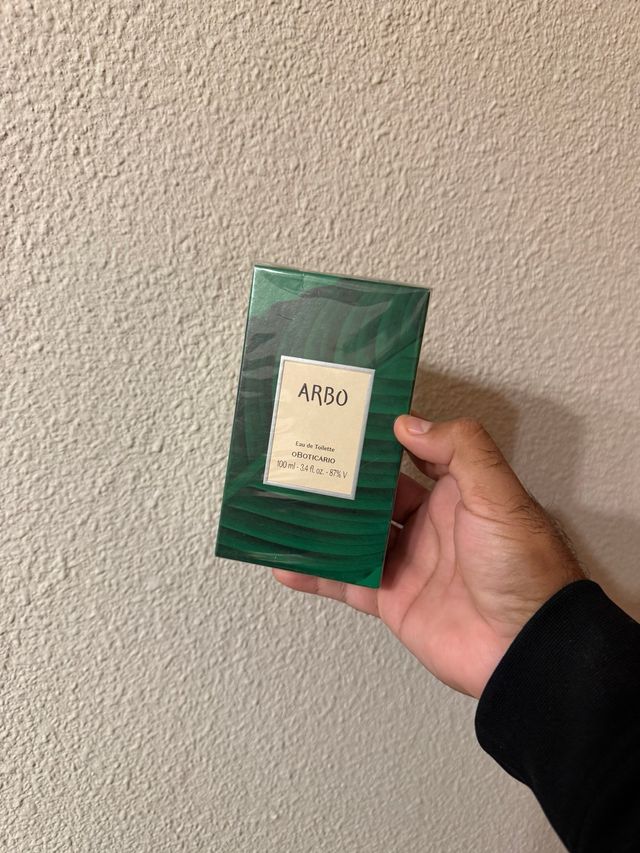 ARBO
Eau de Toilette
oBOTICARIO
100 ml - 3.4 fl. oz. - 87% V